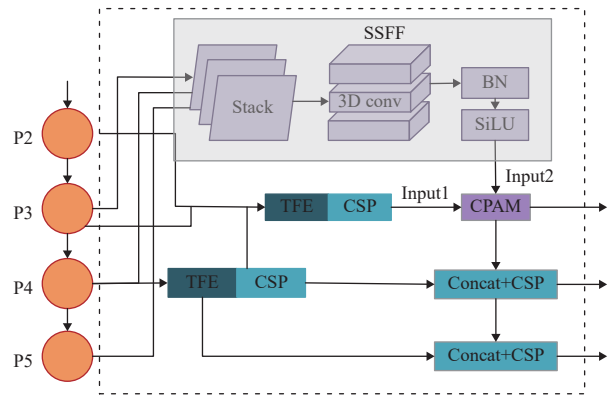 SSFF
Stack
3D conv
BN
SiLU
P2
P3
P4
P5
Input1
Input2
TFE
CSP
CPAM
TFE
CSP
Concat+CSP
Concat+CSP